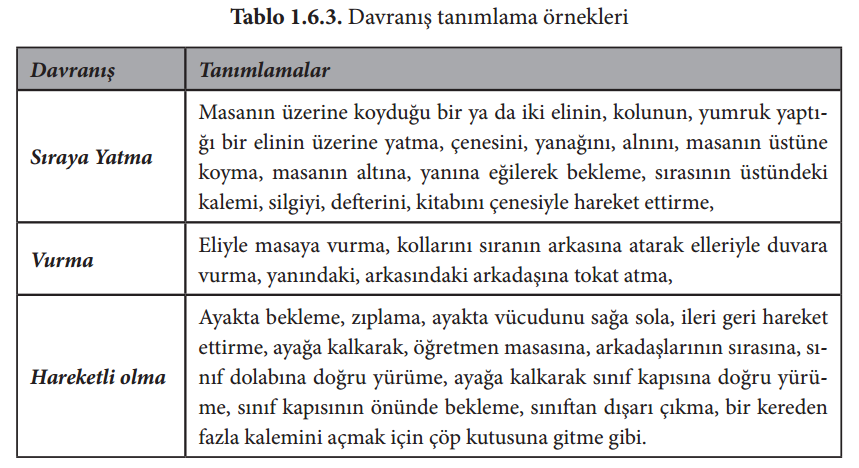 Tablo 1.6.3. Davranış tanımlama örnekleri
Davranış
Tanımlamalar
Sıraya Yatma
Masanın üzerine koyduğu bir ya da iki elinin, kolunun, yumruk yaptı-
ğı bir elinin üzerine yatma, çenesini, yanağını, alnını, masanın üstüne
koyma, masanın altına, yanına eğilerek bekleme, sırasının üstündeki
kalemi, silgiyi, defterini, kitabını çenesiyle hareket ettirme,
Vurma
Eliyle masaya vurma, kollarını sıranın arkasına atarak elleriyle duvara
vurma, yanındaki, arkasındaki arkadaşına tokat atma,
Hareketli olma
Ayakta bekleme, zıplama, ayakta vücudunu sağa sola, ileri geri hareket
ettirme, ayağa kalkarak, öğretmen masasına, arkadaşlarının sırasına, sı-
nıf dolabına doğru yürüme, ayağa kalkarak sınıf kapısına doğru yürü-
me, sınıf kapısının önünde bekleme, sınıftan dışarı çıkma, bir kereden
fazla kalemini açmak için çöp kutusuna gitme gibi.